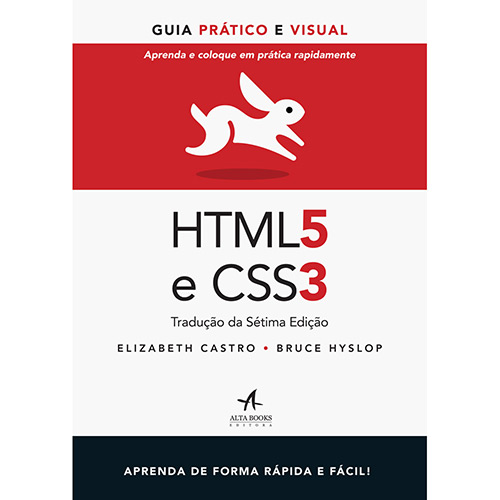 GUIA PRÁTICO E VISUAL
Aprenda e coloque em prática rapidamente
HTML5
e CSS3
Tradução da Sétima Edição
ELIZABETH CASTRO • BRUCE HYSLOP
ALTA BOOKS
EDITORA
APRENDA DE FORMA RÁPIDA E FÁCIL!